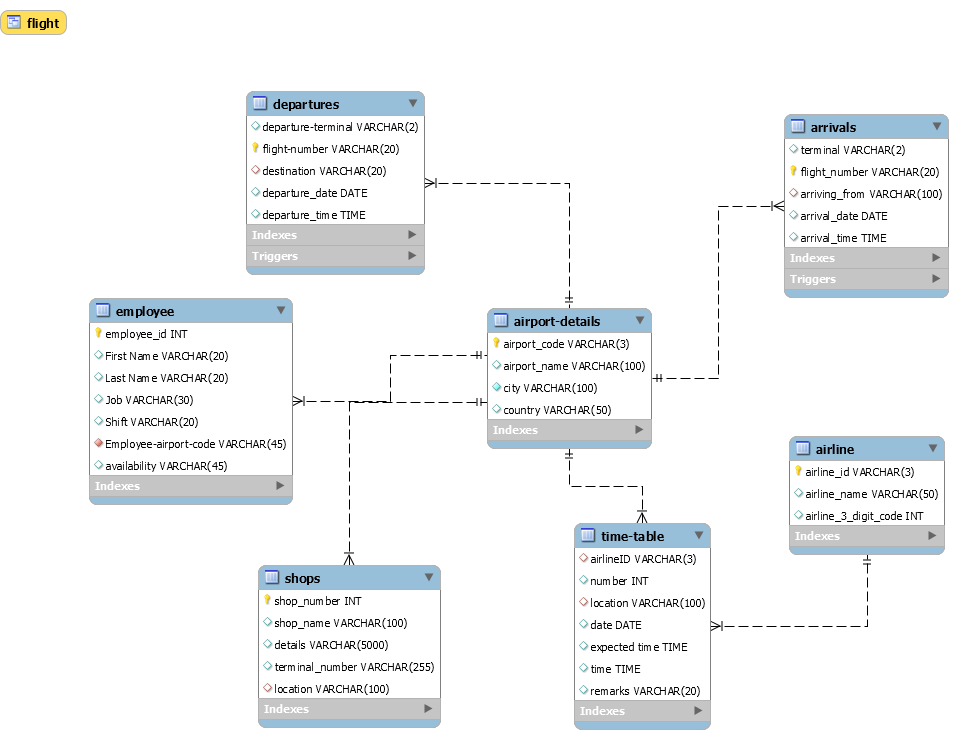 flight
departures
departure-terminal VARCHAR(2)
flight-number VARCHAR(20)
destination VARCHAR(20)
departure_date DATE
departure_time TIME
Indexes
Triggers
arrivals
terminal VARCHAR(2)
flight_number VARCHAR(20)
arriving_from VARCHAR(100)
arrival_date DATE
arrival_time TIME
Indexes
Triggers
employee
employee_id INT
First Name VARCHAR(20)
Last Name VARCHAR(20)
Job VARCHAR(30)
Shift VARCHAR(20)
Employee-airport-code VARCHAR(45)
availability VARCHAR(45)
Indexes
airport-details
airport_code VARCHAR(3)
airport_name VARCHAR(100)
city VARCHAR(100)
country VARCHAR(50)
Indexes
airline
airline_id VARCHAR(3)
airline_name VARCHAR(50)
airline_3_digit_code INT
Indexes
shops
shop_number INT
shop_name VARCHAR(100)
details VARCHAR(5000)
terminal_number VARCHAR(255)
location VARCHAR(100)
Indexes
time-table
airlineID VARCHAR(3)
number INT
location VARCHAR(100)
date DATE
expected time TIME
time TIME
remarks VARCHAR(20)
Indexes